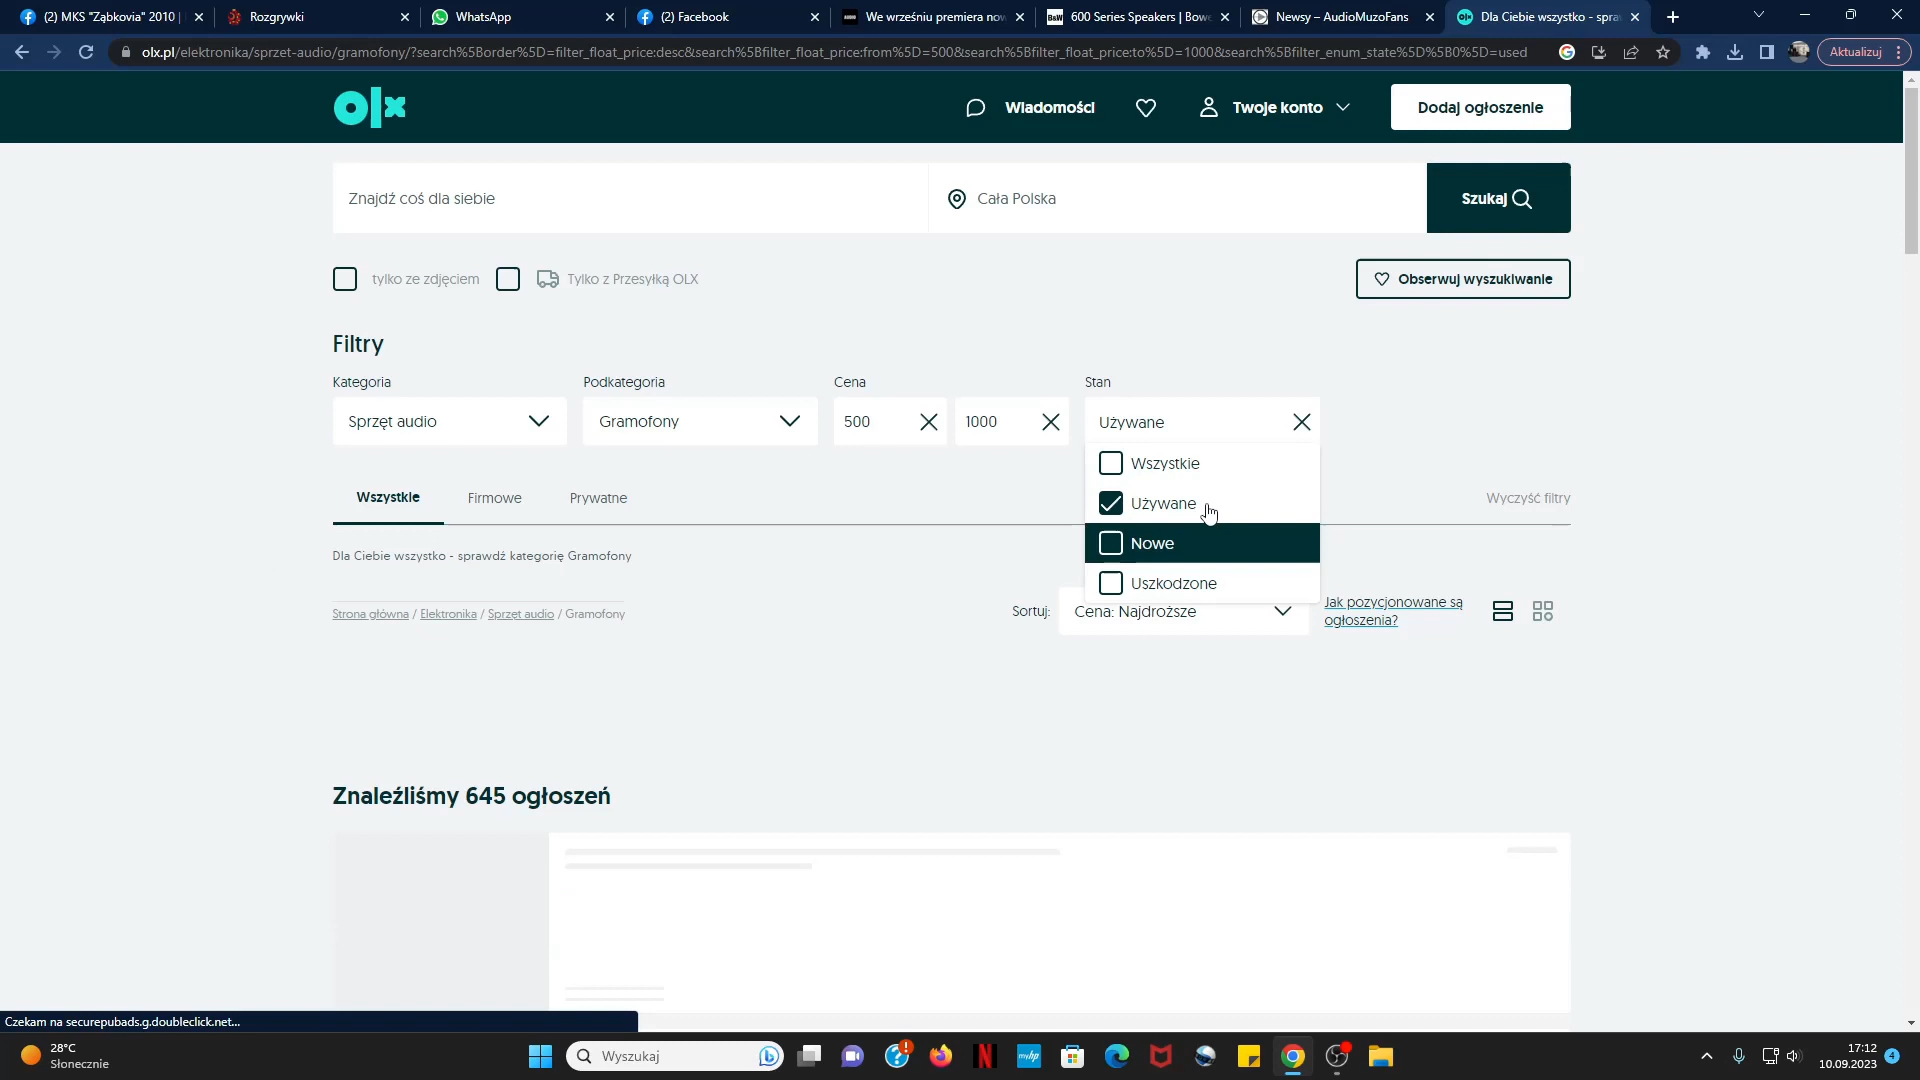 (2) MKS "Ząbkovia" 2010 |
Rozgrywki
WhatsApp
(2) Facebook
We wrześniu premiera now
600 Series Speakers | Bowe
Newsy – AudioMuzoFans
Dla Ciebie wszystko - spra
olx.pl/elektronika/sprzet-audio/gramofony/?search%5Border%5D=filter_float_price:desc&search%5Bfilter_float_price:from%5D=500&search%5Bfilter_float_price:to%5D=1000&search%5Bfilter_enum_state%5D%5B0%5D=used
Aktualizuj
olx
Wiadomości
Twoje konto
Dodaj ogłoszenie
Znajdź coś dla siebie
Cała Polska
Szukaj
tylko ze zdjęciem
Tylko z Przesyłką OLX
Obserwuj wyszukiwanie
Filtry
Kategoria
Podkategoria
Cena
Stan
Sprzęt audio
Gramofony
500
1000
Używane
Wszystkie
Używane
Nowe
Uszkodzone
Wszystkie
Firmowe
Prywatne
Wyczyść filtry
Dla Ciebie wszystko - sprawdź kategorię Gramofony
Strona główna / Elektronika / Sprzęt audio / Gramofony
Sortuj:
Cena: Najdroższe
Jak pozycjonowane są
ogłoszenia?
Znaleźliśmy 645 ogłoszeń
Czekam na securepubads.g.doubleclick.net...
28°C
Słonecznie
Wyszukaj
17:12
10.09.2023
4